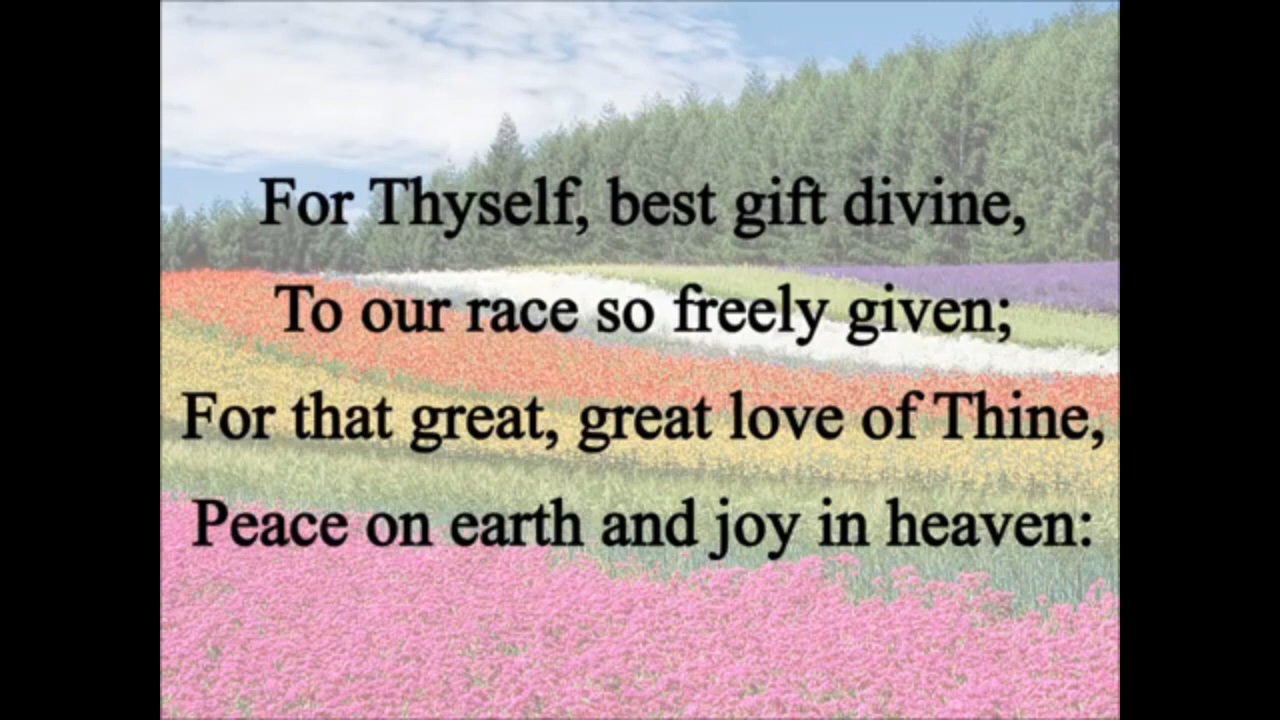 For Thyself, best gift divine,
To our race so freely given;
For that great, great love of Thine,
Peace on earth and joy in heaven: